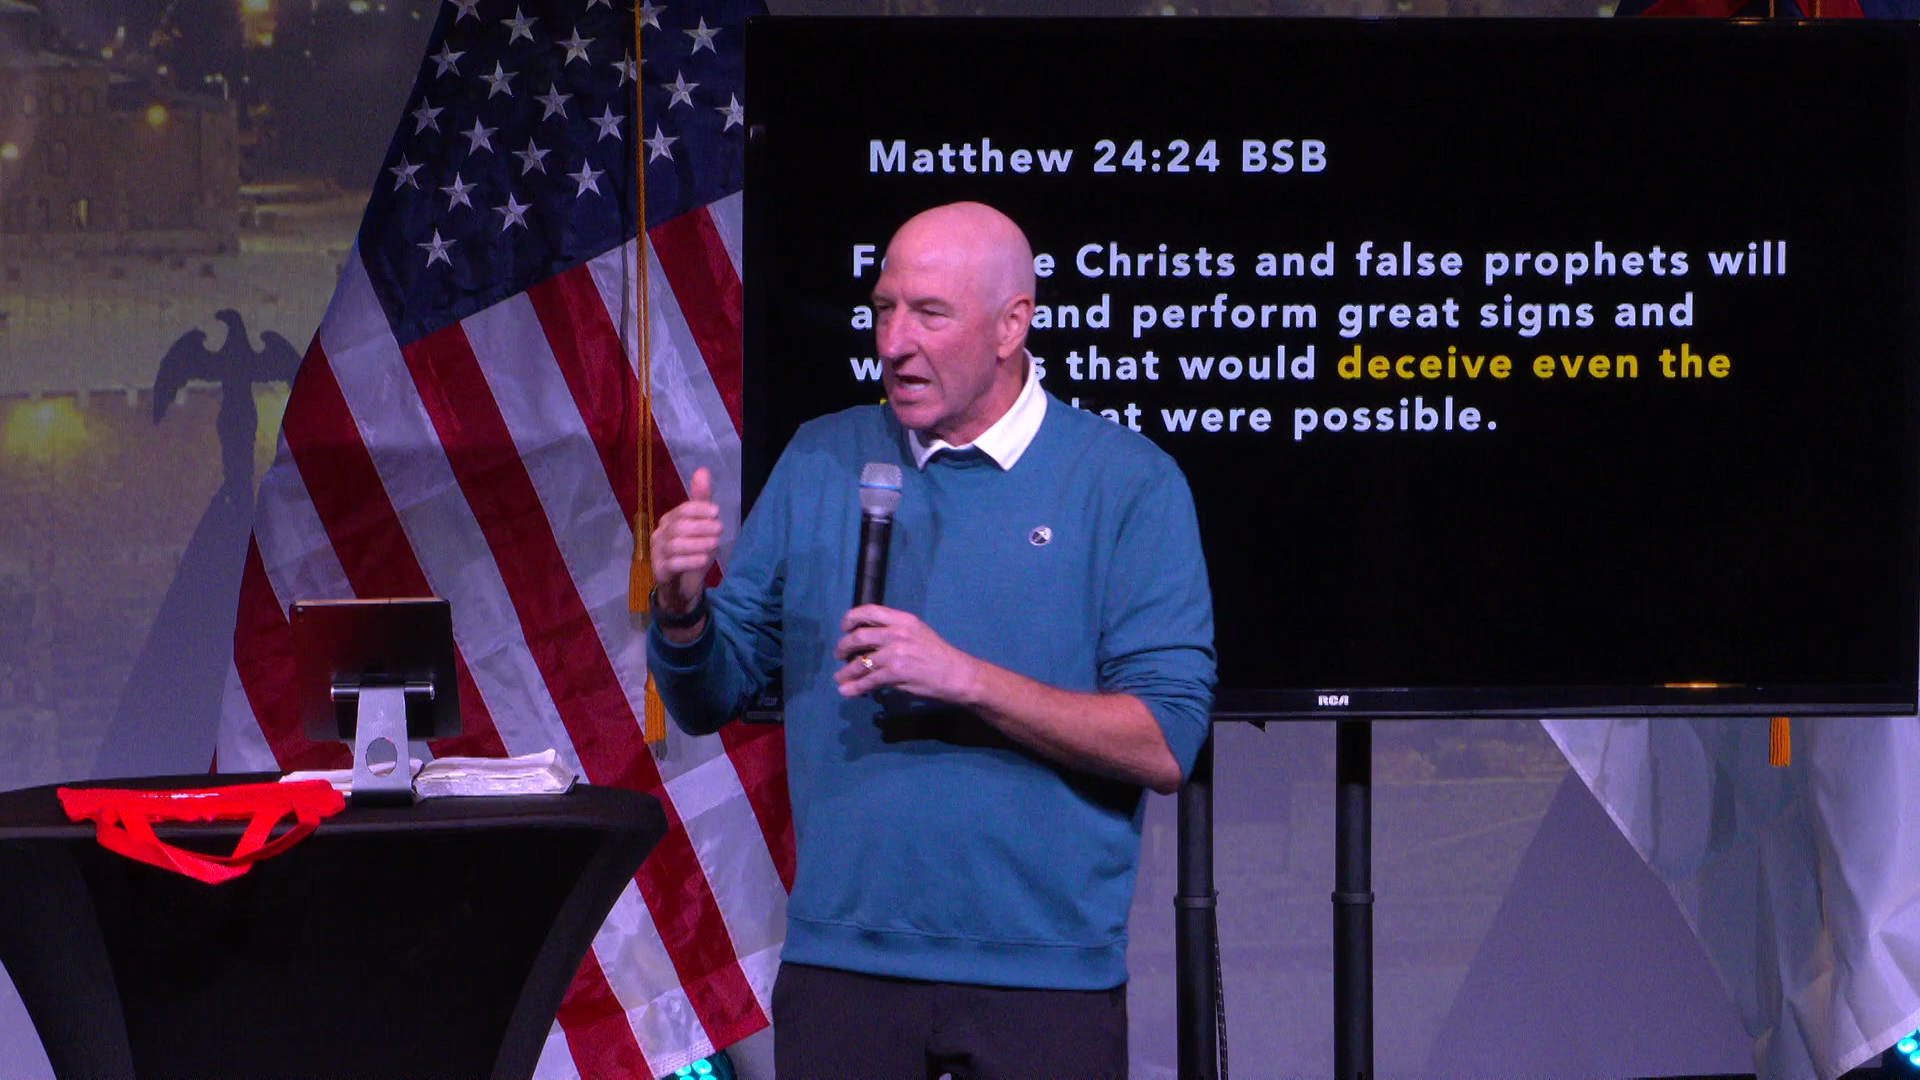 Matthew 24:24 BSB
Christs and false prophets will
and perform great signs and
that would deceive even the
were possible.
RCA